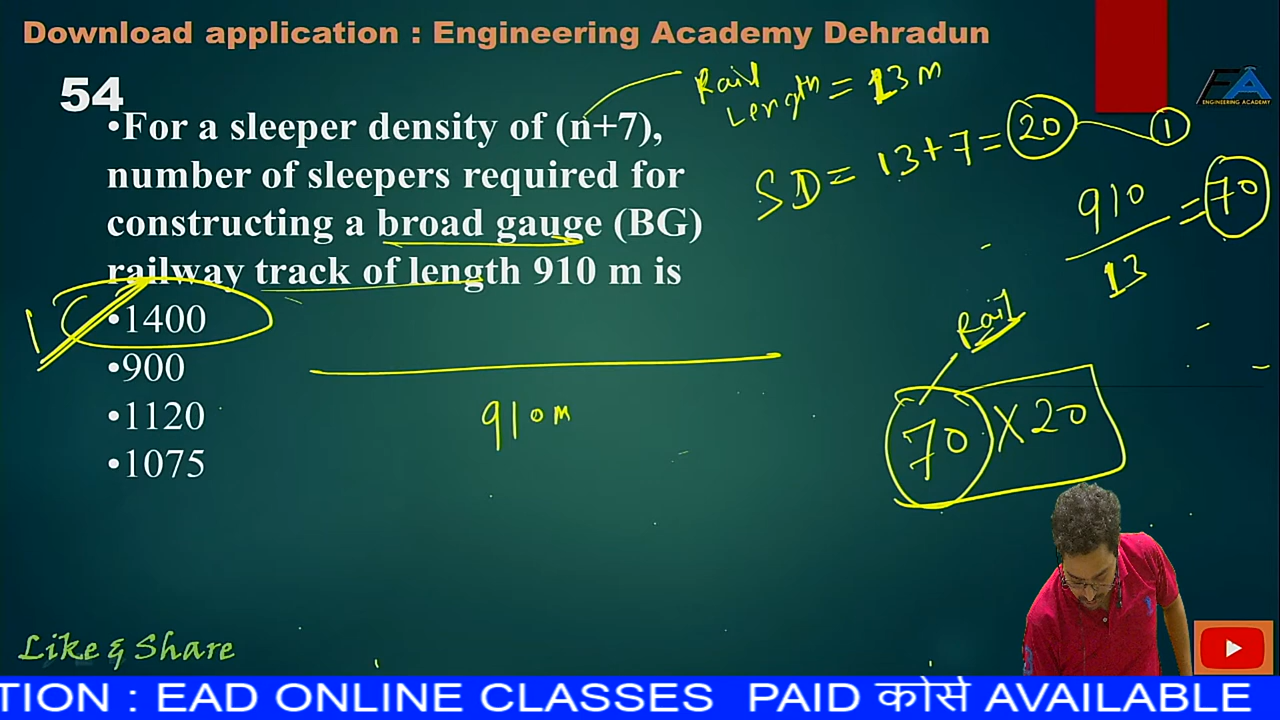 Download application : Engineering Academy Dehradun
54
•For a sleeper density of (n+7),
number of sleepers required for
constructing a broad gauge (BG)
railway track of length 910 m is
•1400
•900
•1120
•1075
Rail
Length = 13 m
SD = 13+7 = 20
1
910
13
= 70
Rail
70 X 20
910 m
ENGINEERING ACADEMY
Like & Share
TION : EAD ONLINE CLASSES PAID कोर्स AVAILABLE